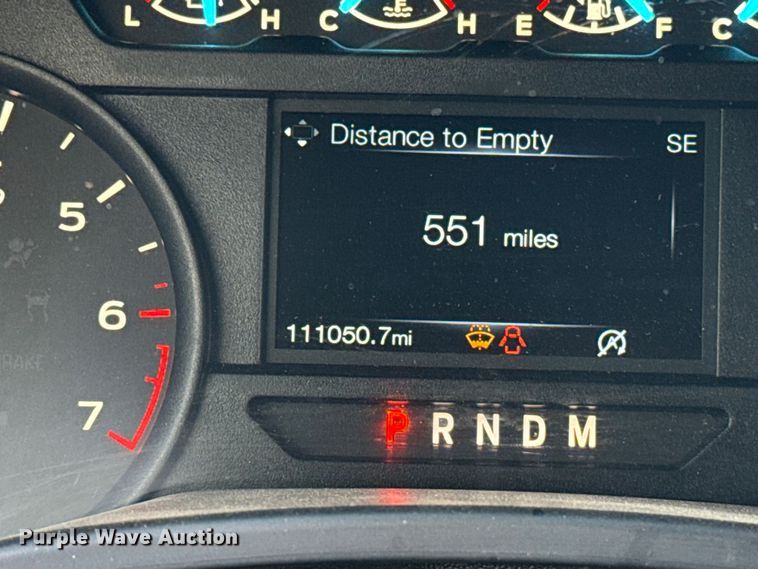 L H C H E F C
Distance to Empty SE
5
551 miles
6
111050.7mi
7
P R N D M
Purple Wave Auction